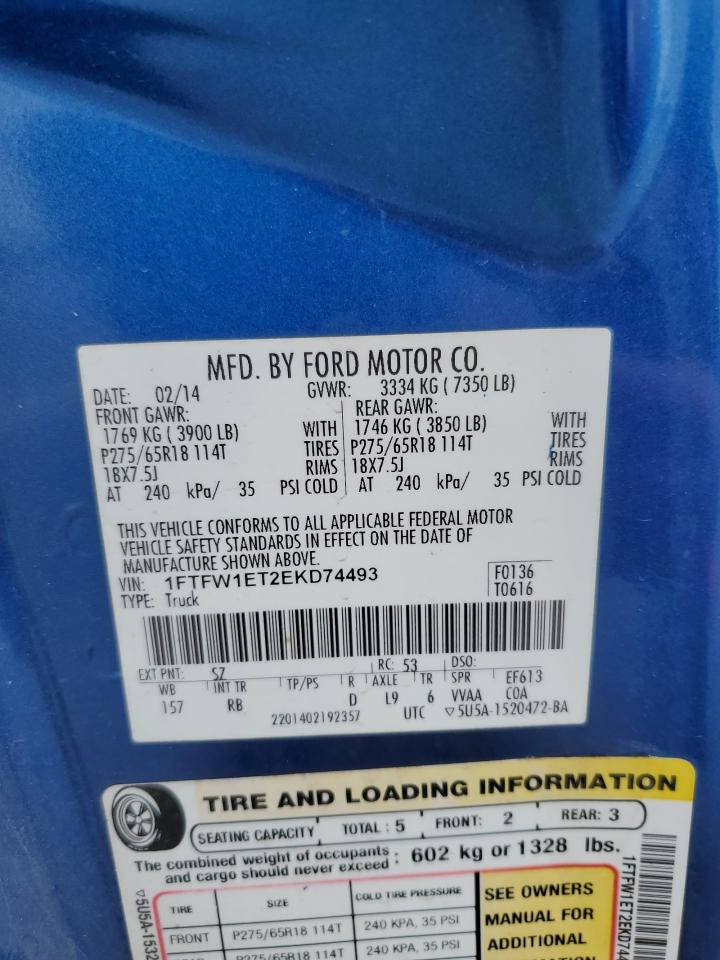 MFD. BY FORD MOTOR CO.
DATE: 02/14 GVWR: 3334 KG ( 7350 LB)
FRONT GAWR: REAR GAWR:
1769 KG ( 3900 LB) WITH 1746 KG ( 3850 LB) WITH
P275/65R18 114T TIRES P275/65R18 114T TIRES
18X7.5J RIMS 18X7.5J RIMS
AT 240 kPa/ 35 PSI COLD AT 240 kPa/ 35 PSI COLD
THIS VEHICLE CONFORMS TO ALL APPLICABLE FEDERAL MOTOR
VEHICLE SAFETY STANDARDS IN EFFECT ON THE DATE OF
MANUFACTURE SHOWN ABOVE.
VIN: 1FTFW1ET2EKD74493 F0136
TYPE: Truck T0616
EXT PNT: SZ RC: 53 DSO:
WB INT TR TP/PS R AXLE TR SPR EF613
157 RB D L9 6 VVAA COA
2201402192357 UTC ▽5U5A-1520472-BA
TIRE AND LOADING INFORMATION
SEATING CAPACITY TOTAL : 5 FRONT: 2 REAR: 3
The combined weight of occupants
and cargo should never exceed : 602 kg or 1328 lbs.
TIRE SIZE COLD TIRE PRESSURE
FRONT P275/65R18 114T 240 KPA, 35 PSI
P275/65R18 114T 240 KPA, 35 PSI
SEE OWNERS
MANUAL FOR
ADDITIONAL
▽5U5A-1532
1FTFW1ET2EKD744